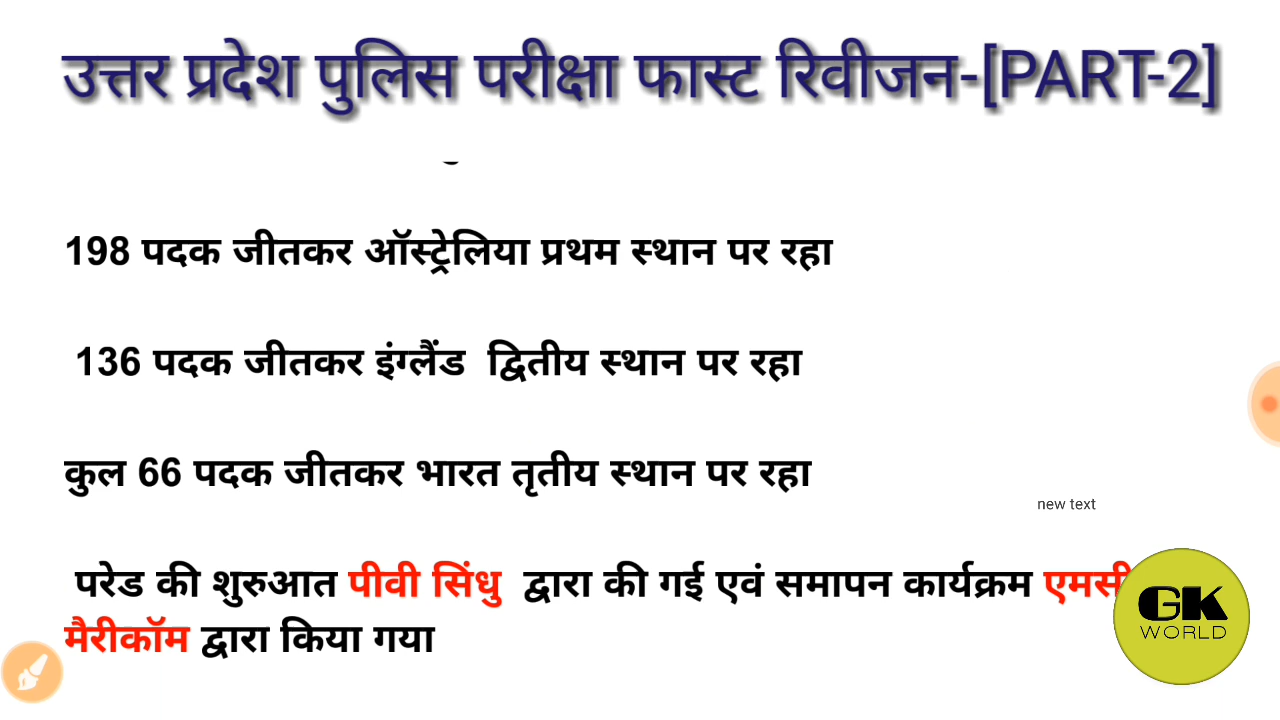 उत्तर प्रदेश पुलिस परीक्षा फास्ट रिवीजन-[PART-2]
198 पदक जीतकर ऑस्ट्रेलिया प्रथम स्थान पर रहा
136 पदक जीतकर इंग्लैंड द्वितीय स्थान पर रहा
कुल 66 पदक जीतकर भारत तृतीय स्थान पर रहा
new text
परेड की शुरुआत पीवी सिंधु द्वारा की गई एवं समापन कार्यक्रम एमसी
मैरीकॉम द्वारा किया गया
GK
WORLD